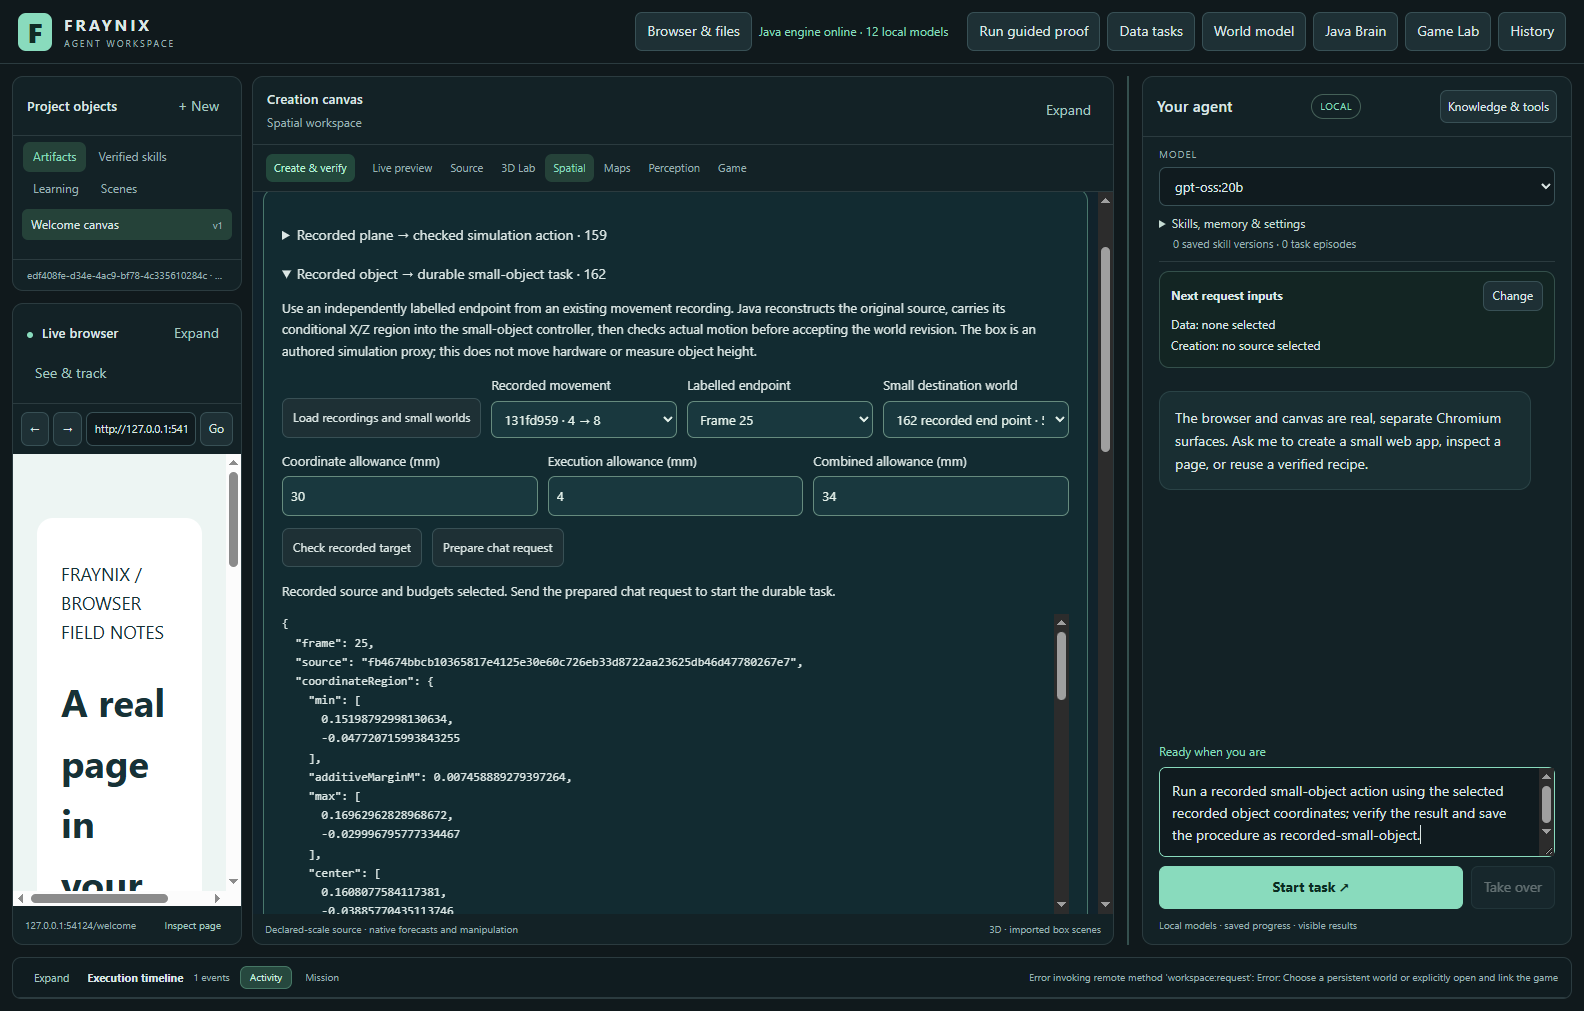 F
FRAYNIX
AGENT WORKSPACE
Browser & files
Java engine online · 12 local models
Run guided proof
Data tasks
World model
Java Brain
Game Lab
History
Project objects
+ New
Artifacts
Verified skills
Learning
Scenes
Welcome canvas
v1
edf408fe-d34e-4ac9-bf78-4c335610284c · ...
Live browser
Expand
See & track
←
→
http://127.0.0.1:541
Go
FRAYNIX /
BROWSER
FIELD NOTES
A real
page
in
your
127.0.0.1:54124/welcome
Inspect page
Creation canvas
Spatial workspace
Expand
Create & verify
Live preview
Source
3D Lab
Spatial
Maps
Perception
Game
▶ Recorded plane → checked simulation action · 159
▼ Recorded object → durable small-object task · 162
Use an independently labelled endpoint from an existing movement recording. Java reconstructs the original source, carries its
conditional X/Z region into the small-object controller, then checks actual motion before accepting the world revision. The box is an
authored simulation proxy; this does not move hardware or measure object height.
Load recordings and small worlds
Recorded movement
131fd959 · 4 → 8
Labelled endpoint
Frame 25
Small destination world
162 recorded end point ·
Coordinate allowance (mm)
30
Execution allowance (mm)
4
Combined allowance (mm)
34
Check recorded target
Prepare chat request
Recorded source and budgets selected. Send the prepared chat request to start the durable task.
{
"frame": 25,
"source": "fb4674bbcb10365817e4125e30e60c726eb33d8722aa23625db46d47780267e7",
"coordinateRegion": {
"min": [
0.15198792998130634,
-0.047720715993843255
],
"additiveMarginM": 0.007458889279397264,
"max": [
0.16962962828968672,
-0.029996795777334467
],
"center": [
0.1608077584117381,
-0.03885770435113746
Declared-scale source · native forecasts and manipulation
3D · imported box scenes
Your agent
LOCAL
Knowledge & tools
MODEL
gpt-oss:20b
▶ Skills, memory & settings
0 saved skill versions · 0 task episodes
Next request inputs
Change
Data: none selected
Creation: no source selected
The browser and canvas are real, separate Chromium
surfaces. Ask me to create a small web app, inspect a
page, or reuse a verified recipe.
Ready when you are
Run a recorded small-object action using the selected
recorded object coordinates; verify the result and save
the procedure as recorded-small-object.
Start task ↗
Take over
Local models · saved progress · visible results
Expand
Execution timeline
1 events
Activity
Mission
Error invoking remote method 'workspace:request': Error: Choose a persistent world or explicitly open and link the game